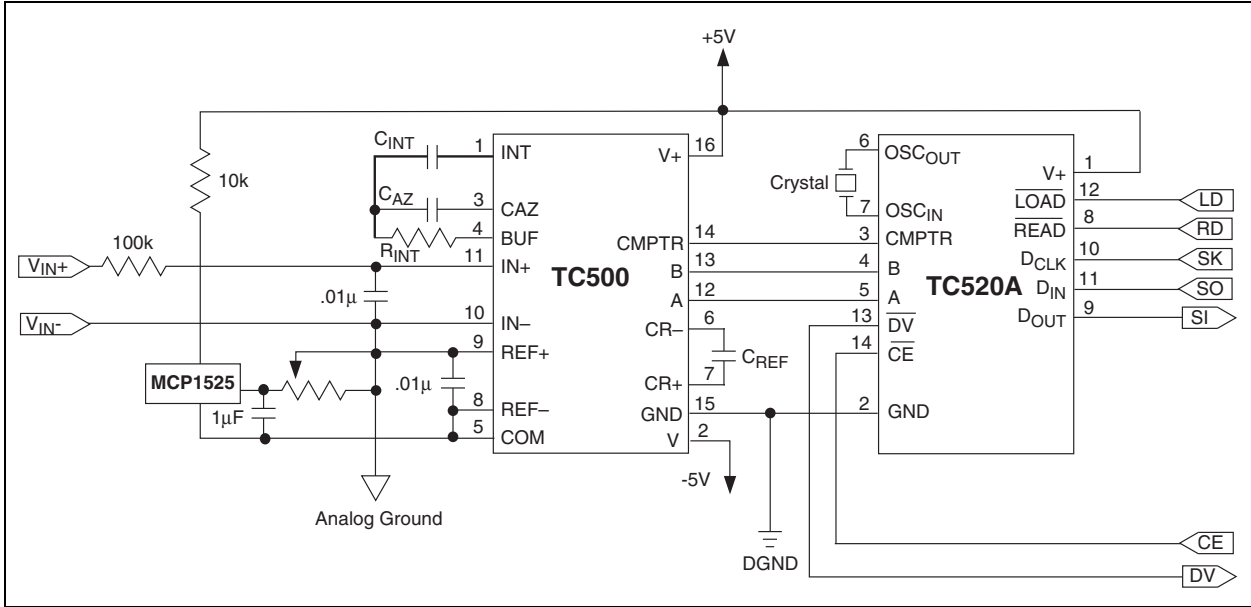 +5V
10k
C_INT
1
INT
C_AZ
3
CAZ
4
BUF
R_INT
11
IN+
V_IN+
100k
.01µ
V_IN-
10
IN–
9
REF+
MCP1525
1µF
.01µ
8
REF–
5
COM
Analog Ground
TC500
16
V+
14
CMPTR
13
B
12
A
6
CR–
C_REF
7
CR+
15
GND
2
V
-5V
DGND
Crystal
6
OSC_OUT
7
OSC_IN
3
CMPTR
4
B
5
A
13
DV
14
CE
2
GND
TC520A
1
V+
12
LOAD
LD
8
READ
RD
10
D_CLK
SK
11
D_IN
SO
9
D_OUT
SI
CE
DV